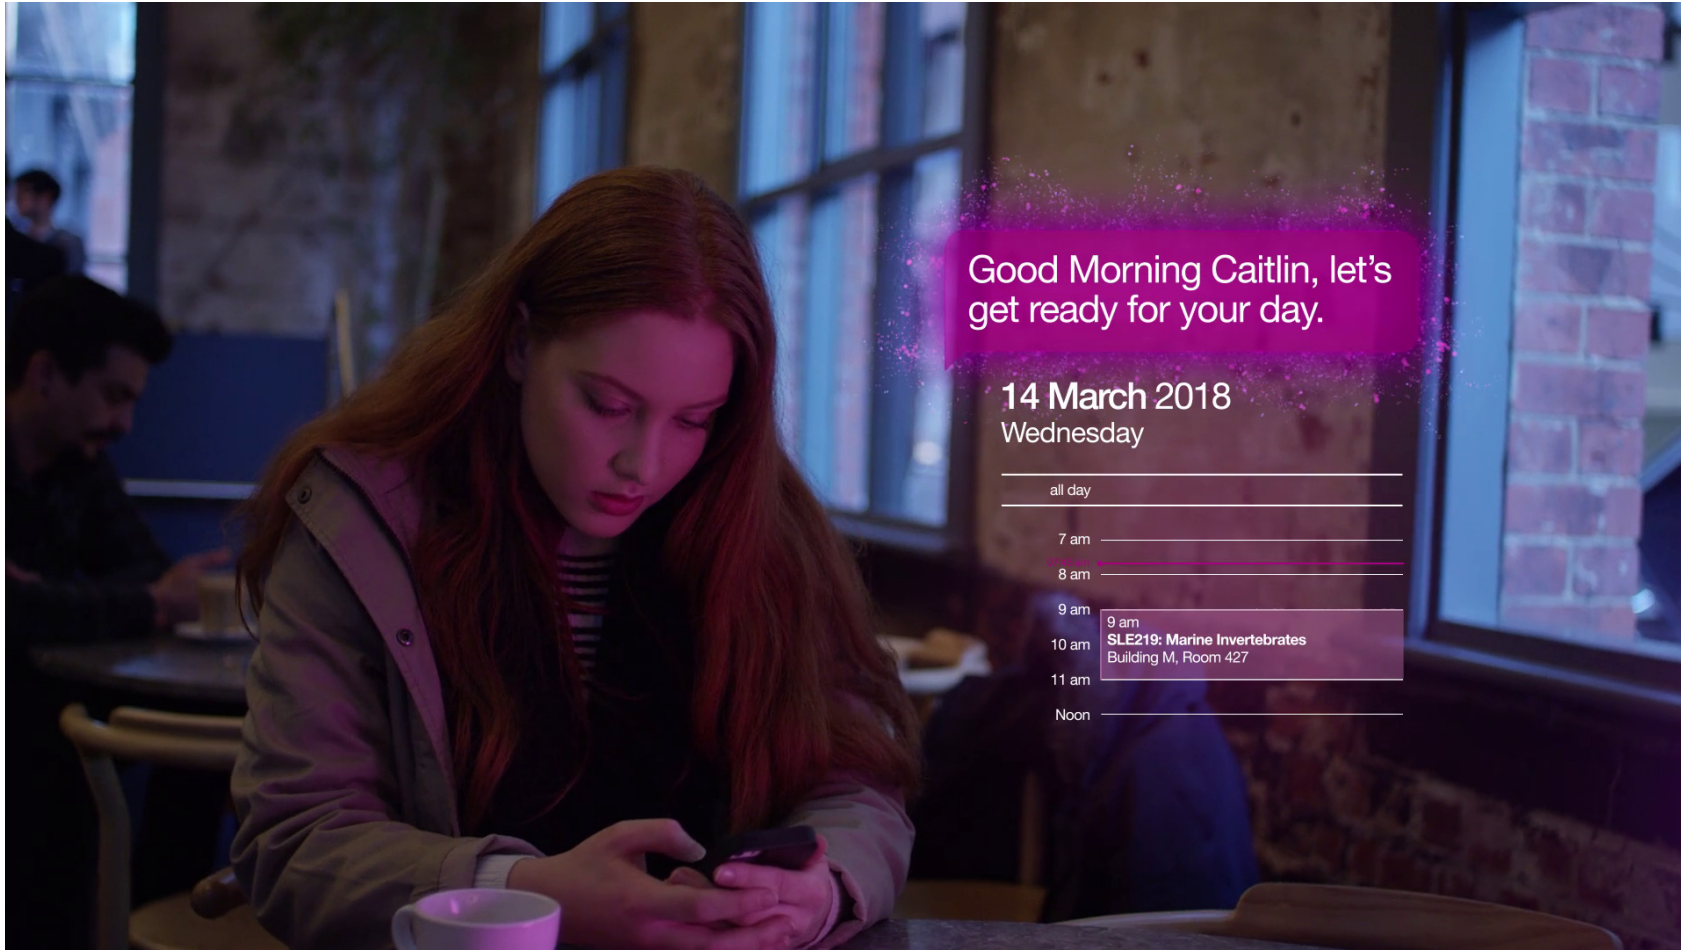 Good Morning Caitlin, let's
get ready for your day.
14 March 2018
Wednesday
all day
7 am
8 am
9 am
9 am
SLE219: Marine Invertebrates
10 am
Building M, Room 427
11 am
Noon